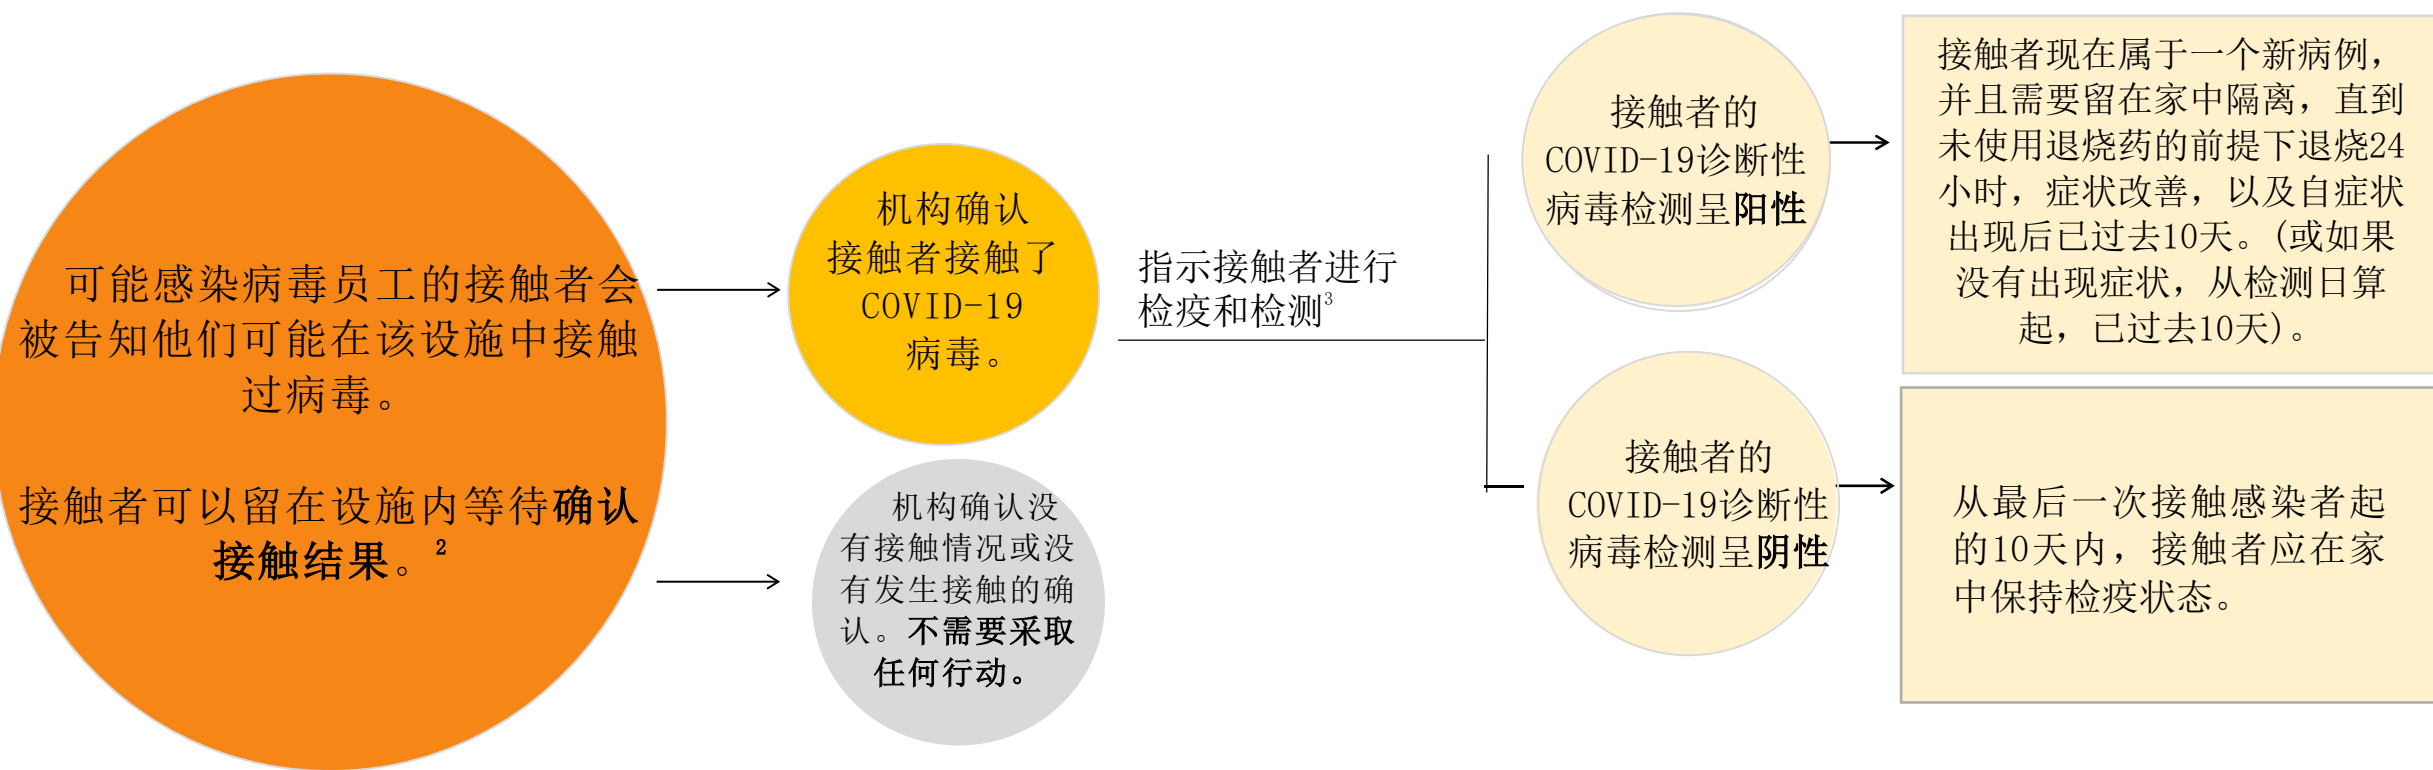 可能感染病毒员工的接触者会
被告知他们可能在该设施中接触
过病毒。
接触者可以留在设施内等待确认
接触结果。2
机构确认
接触者接触了
COVID-19
病毒。
机构确认没
有接触情况或没
有发生接触的确
认。不需要采取
任何行动。
指示接触者进行
检疫和检测3
接触者的
COVID-19诊断性
病毒检测呈阳性
接触者现在属于一个新病例，
并且需要留在家中隔离，直到
未使用退烧药的前提下退烧24
小时，症状改善，以及自症状
出现后已过去10天。(或如果
没有出现症状，从检测日算
起，已过去10天)。
接触者的
COVID-19诊断性
病毒检测呈阴性
从最后一次接触感染者起
的10天内，接触者应在家
中保持检疫状态。